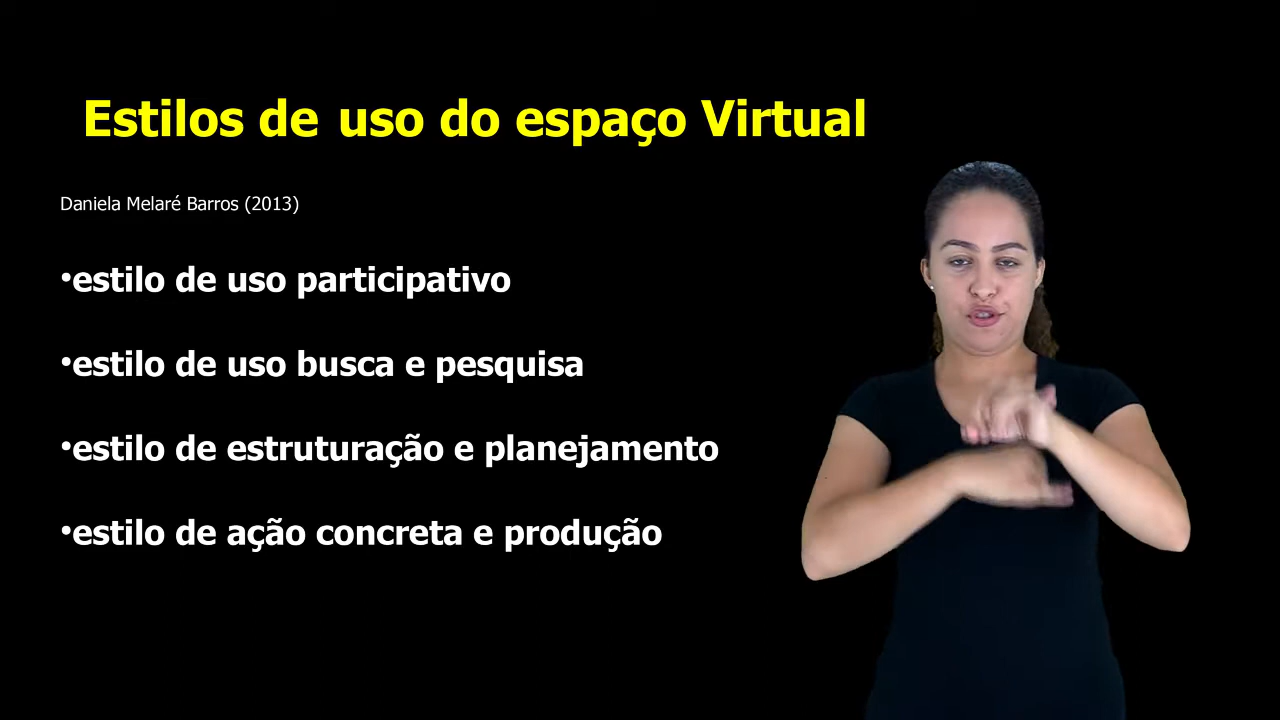 Estilos de uso do espaço Virtual
Daniela Melaré Barros (2013)
•estilo de uso participativo
•estilo de uso busca e pesquisa
•estilo de estruturação e planejamento
•estilo de ação concreta e produção